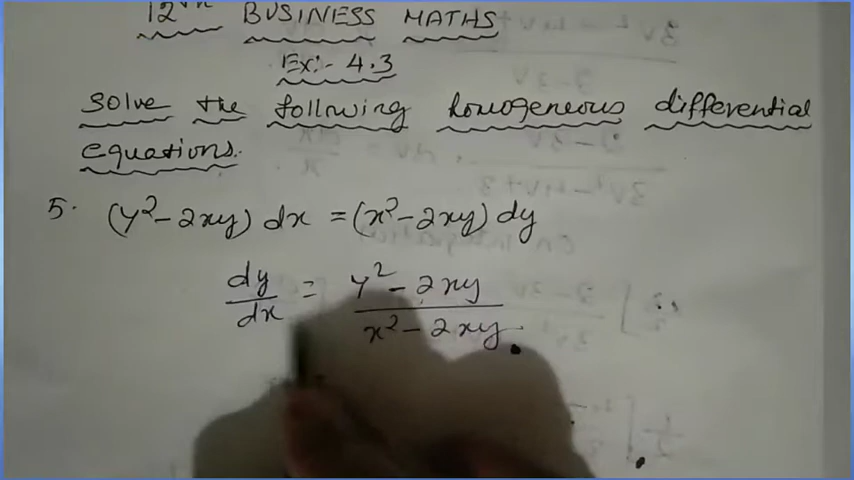 12th BUSINESS MATHS
Ex:- 4.3
Solve the following homogeneous differential
equations.
5. (y²-2xy) dx = (x²-2xy) dy
dy/dx = y²-2xy / x²-2xy